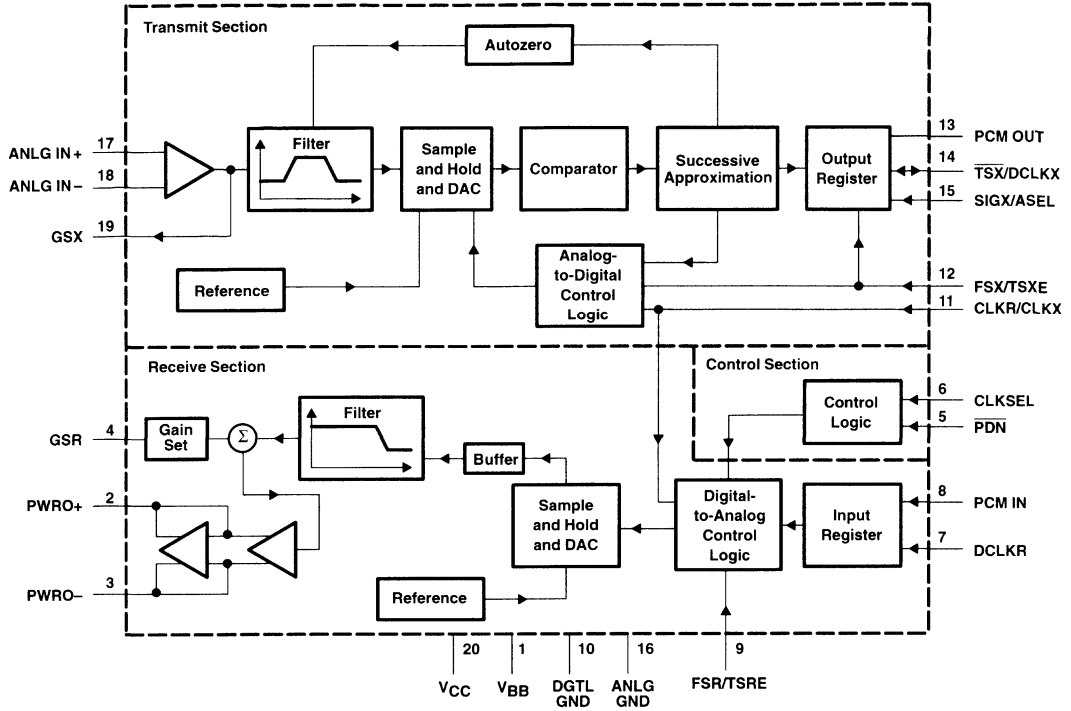 Transmit Section
Autozero
17
ANLG IN+
18
ANLG IN–
19
GSX
Filter
Sample
and Hold
and DAC
Comparator
Successive
Approximation
Output
Register
13
PCM OUT
14
TSX/DCLKX
15
SIGX/ASEL
Reference
Analog-
to-Digital
Control
Logic
12
FSX/TSXE
11
CLKR/CLKX
Receive Section
Control Section
4
GSR
Gain
Set
Σ
Filter
Buffer
Control
Logic
6
CLKSEL
5
PDN
2
PWRO+
3
PWRO–
Sample
and Hold
and DAC
Digital-
to-Analog
Control
Logic
Input
Register
8
PCM IN
7
DCLKR
Reference
20
VCC
1
VBB
10
DGTL
GND
16
ANLG
GND
9
FSR/TSRE